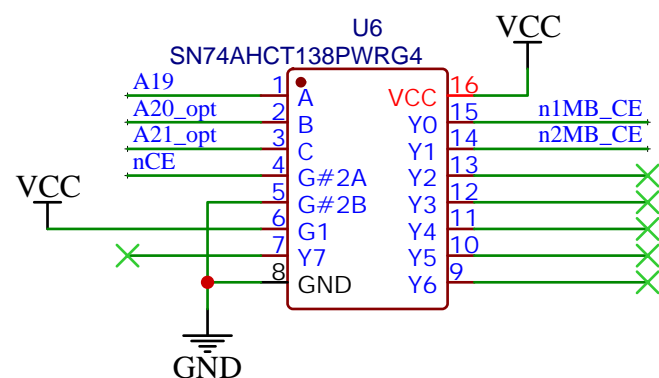 U6
SN74AHCT138PWRG4
VCC
A19 1 A VCC 16
A20_opt 2 B Y0 15 n1MB_CE
A21_opt 3 C Y1 14 n2MB_CE
nCE 4 G#2A Y2 13
VCC 5 G#2B Y3 12
6 G1 Y4 11
7 Y7 Y5 10
8 GND Y6 9
GND